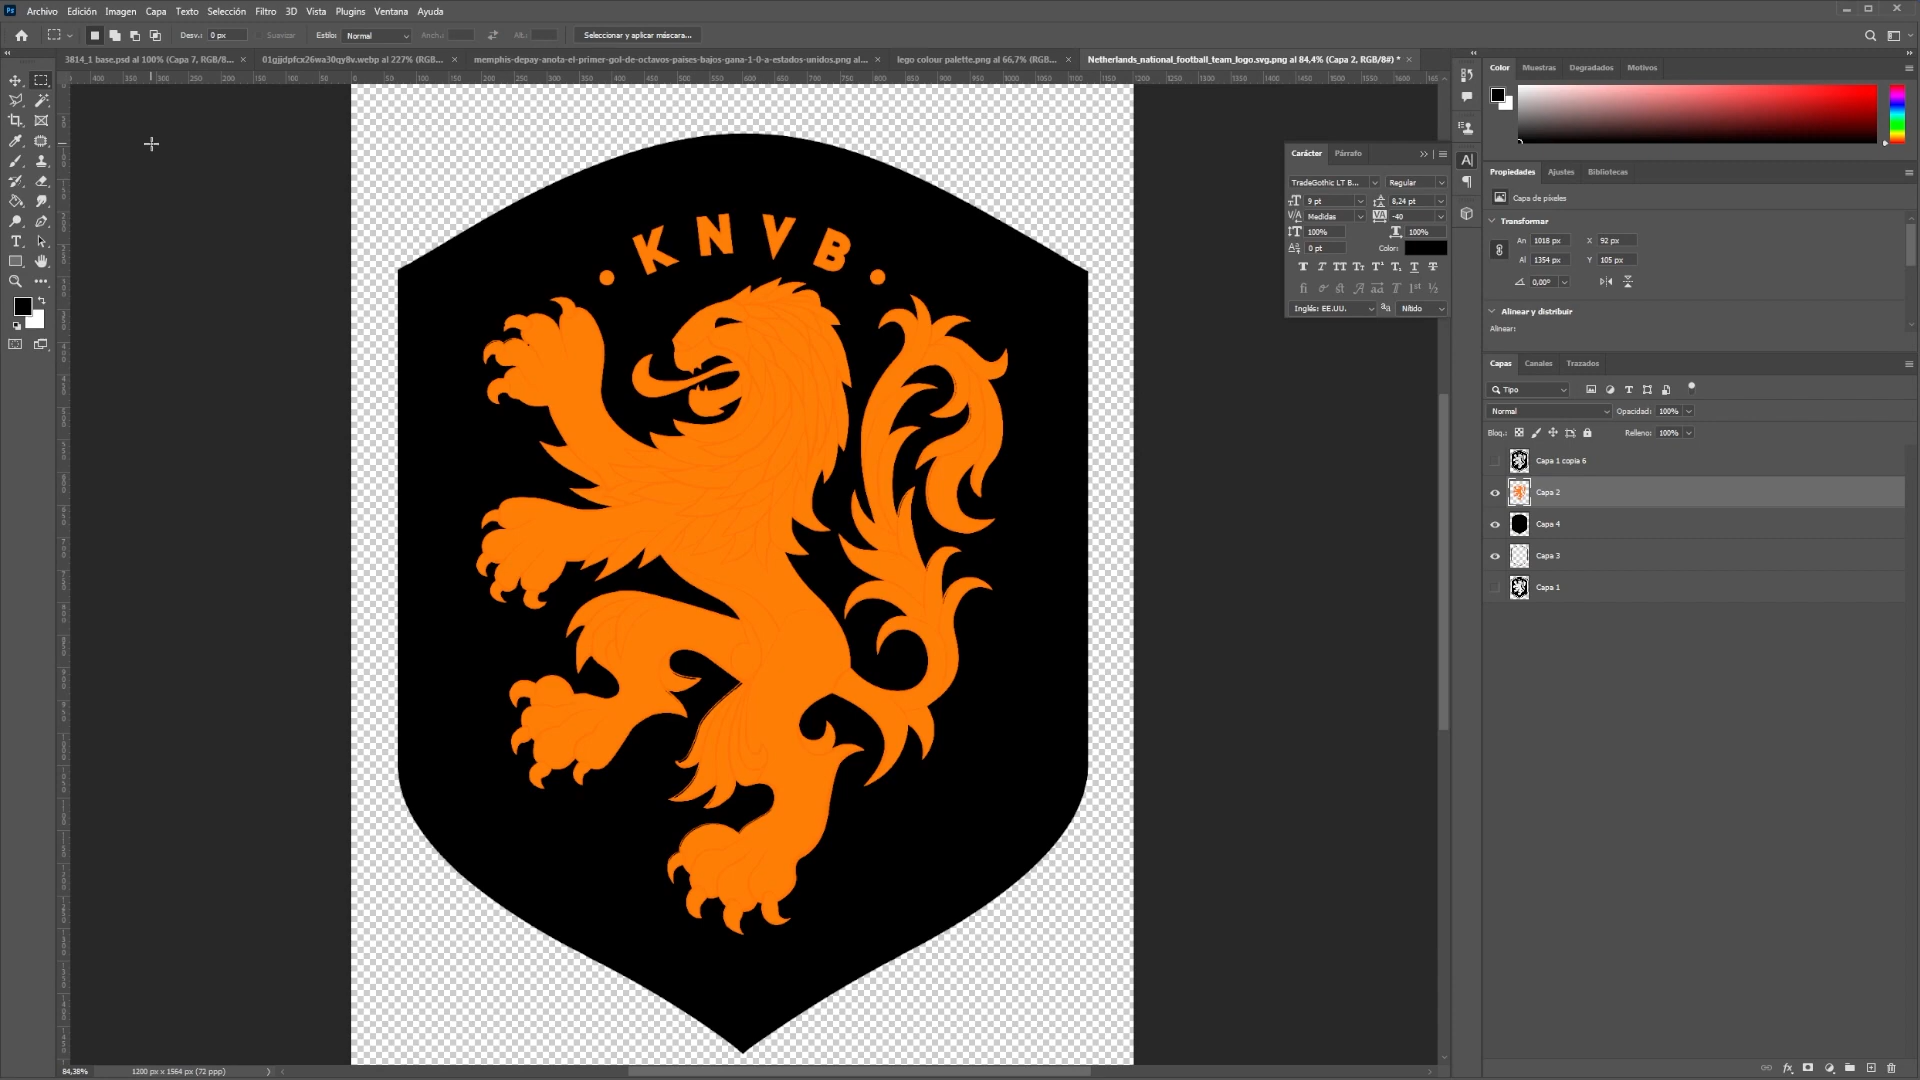 Archivo Edición Imagen Capa Texto Selección Filtro 3D Vista Plugins Ventana Ayuda
Desv.: 0 px Suavizar Estilo: Normal Anch.: Alt.: Seleccionar y aplicar máscara...
3814_1 base.psd al 100% (Capa 7, RGB/8... × 01gjjdpfcx26wa30qy8v.webp al 227% (RGB... × memphis-depay-anota-el-primer-gol-de-octavos-paises-bajos-gana-1-0-a-estados-unidos.png al... × lego colour palette.png al 66,7% (RGB... × Netherlands_national_football_team_logo.svg.png al 84,4% (Capa 2, RGB/8#) * ×
KNVB
Carácter Párrafo
TradeGothic LT B... Regular
9 pt 8,24 pt
Medidas -40
100% 100%
0 pt Color:
Inglés: EE.UU. aa Nítido
Color Muestras Degradados Motivos
Propiedades Ajustes Bibliotecas
Capa de píxeles
Transformar
An 1018 px X 92 px
Al 1354 px Y 105 px
0,00°
Alinear y distribuir
Alinear:
Capas Canales Trazados
Tipo
Normal Opacidad: 100%
Bloq.: Relleno: 100%
Capa 1 copia 6
Capa 2
Capa 4
Capa 3
Capa 1
84,38% 1200 px x 1564 px (72 ppp)